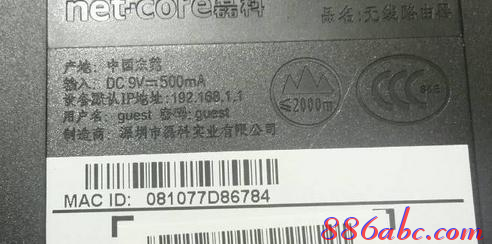 net-core磊科
品名:无线路由器
产地: 中国东莞
输入: DC 9V⎓500mA
设备默认IP地址: 192.168.1.1
用户名: guest 密码: guest
制造商: 深圳市磊科实业有限公司
≤2000m
CCC
S&E
MAC ID: 081077D86784
886abc.com